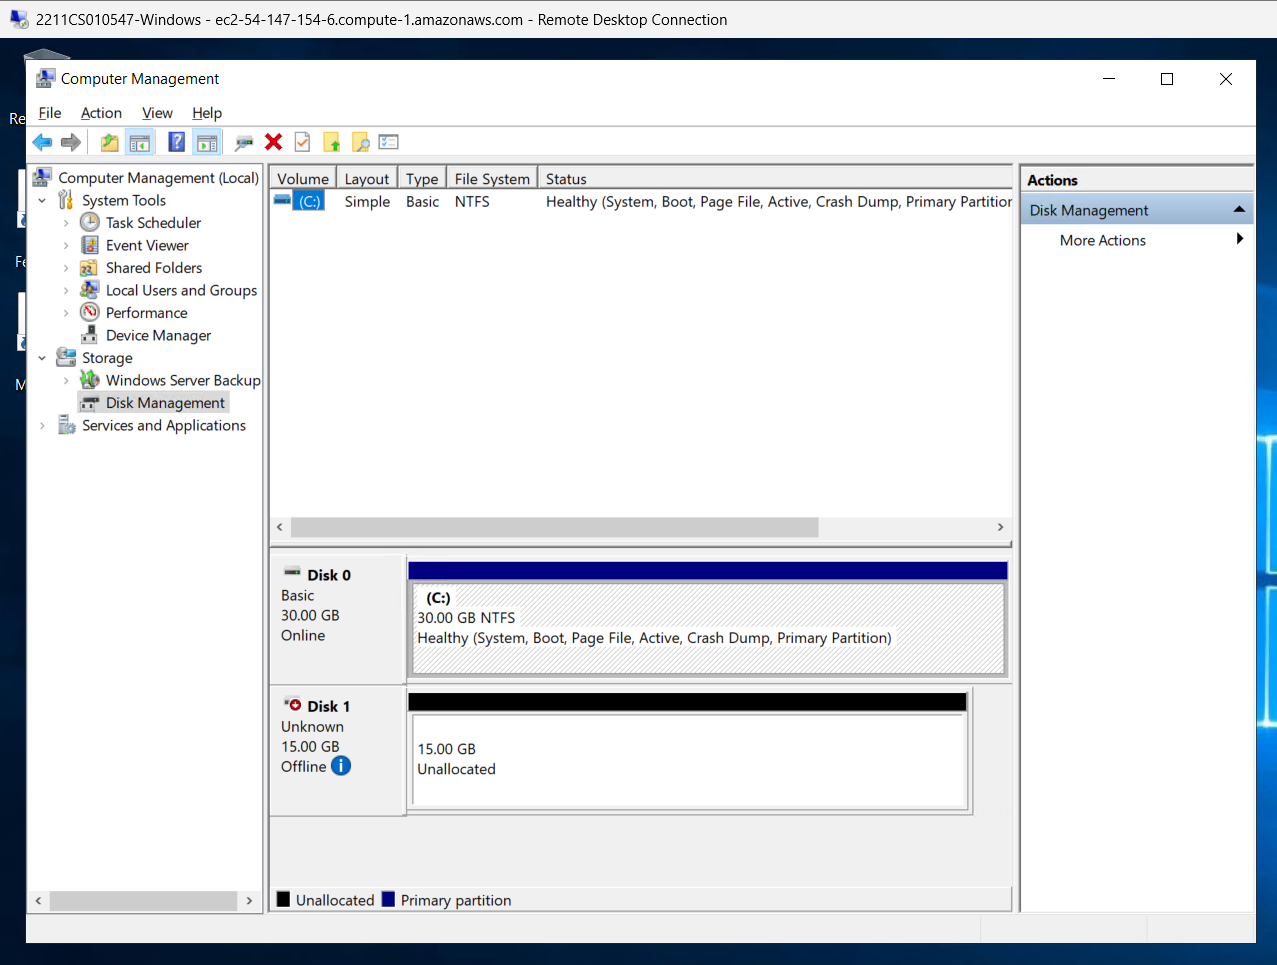 2211CS010547-Windows - ec2-54-147-154-6.compute-1.amazonaws.com - Remote Desktop Connection
Computer Management
File Action View Help
Re
Fe
M
Computer Management (Local)
System Tools
Task Scheduler
Event Viewer
Shared Folders
Local Users and Groups
Performance
Device Manager
Storage
Windows Server Backup
Disk Management
Services and Applications
Volume Layout Type File System Status
(C:) Simple Basic NTFS Healthy (System, Boot, Page File, Active, Crash Dump, Primary Partition
Disk 0
Basic
30.00 GB
Online
(C:)
30.00 GB NTFS
Healthy (System, Boot, Page File, Active, Crash Dump, Primary Partition)
Disk 1
Unknown
15.00 GB
Offline
15.00 GB
Unallocated
Unallocated Primary partition
Actions
Disk Management
More Actions